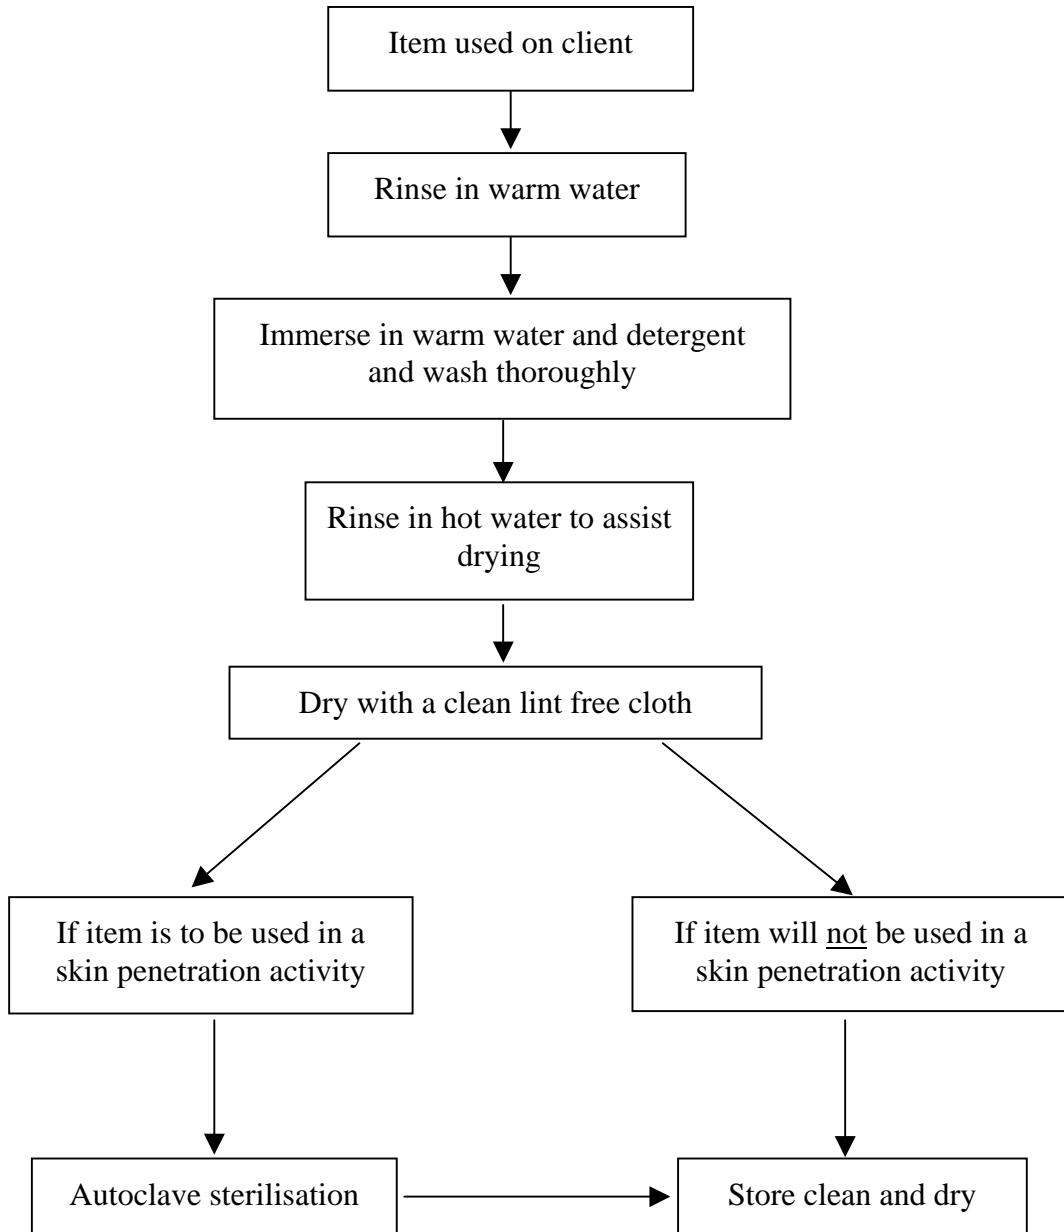 Item used on client
Rinse in warm water
Immerse in warm water and detergent
and wash thoroughly
Rinse in hot water to assist
drying
Dry with a clean lint free cloth
If item is to be used in a
skin penetration activity
If item will not be used in a
skin penetration activity
Autoclave sterilisation
Store clean and dry